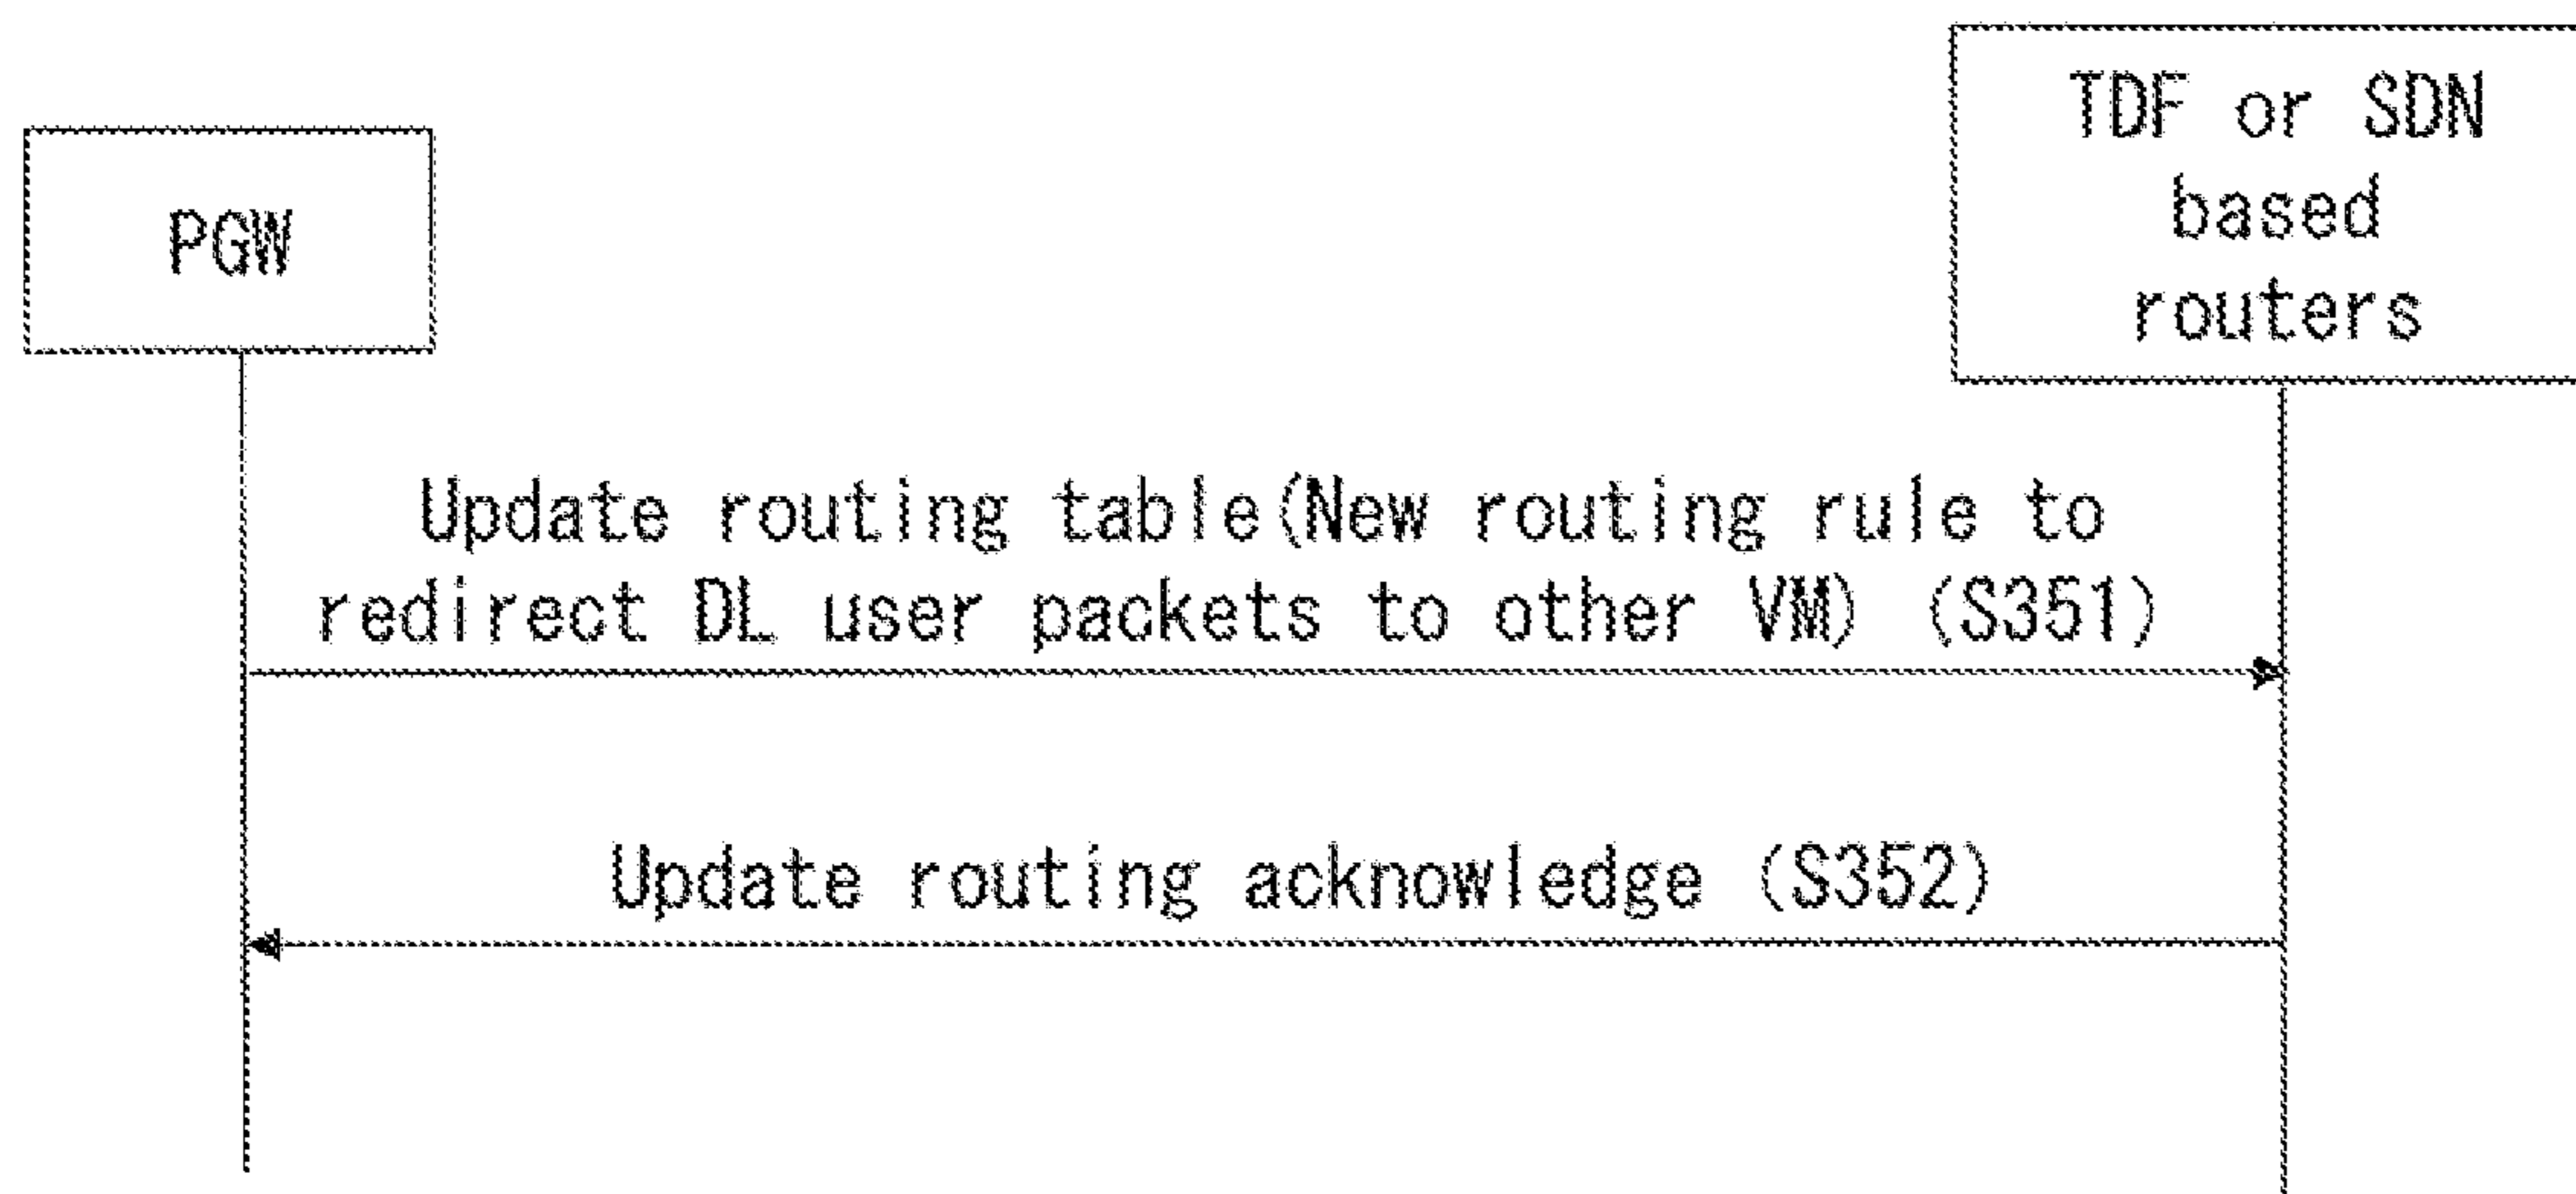 PGW
TDF or SDN
based
routers
Update routing table(New routing rule to
redirect DL user packets to other VM) (S351)
Update routing acknowledge (S352)